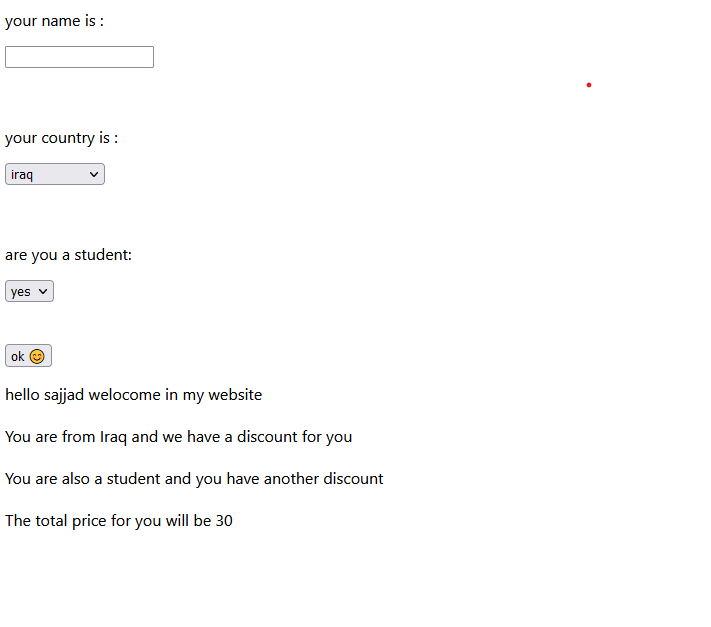 your name is :
your country is :
iraq
are you a student:
yes
ok 😊
hello sajjad welocome in my website
You are from Iraq and we have a discount for you
You are also a student and you have another discount
The total price for you will be 30